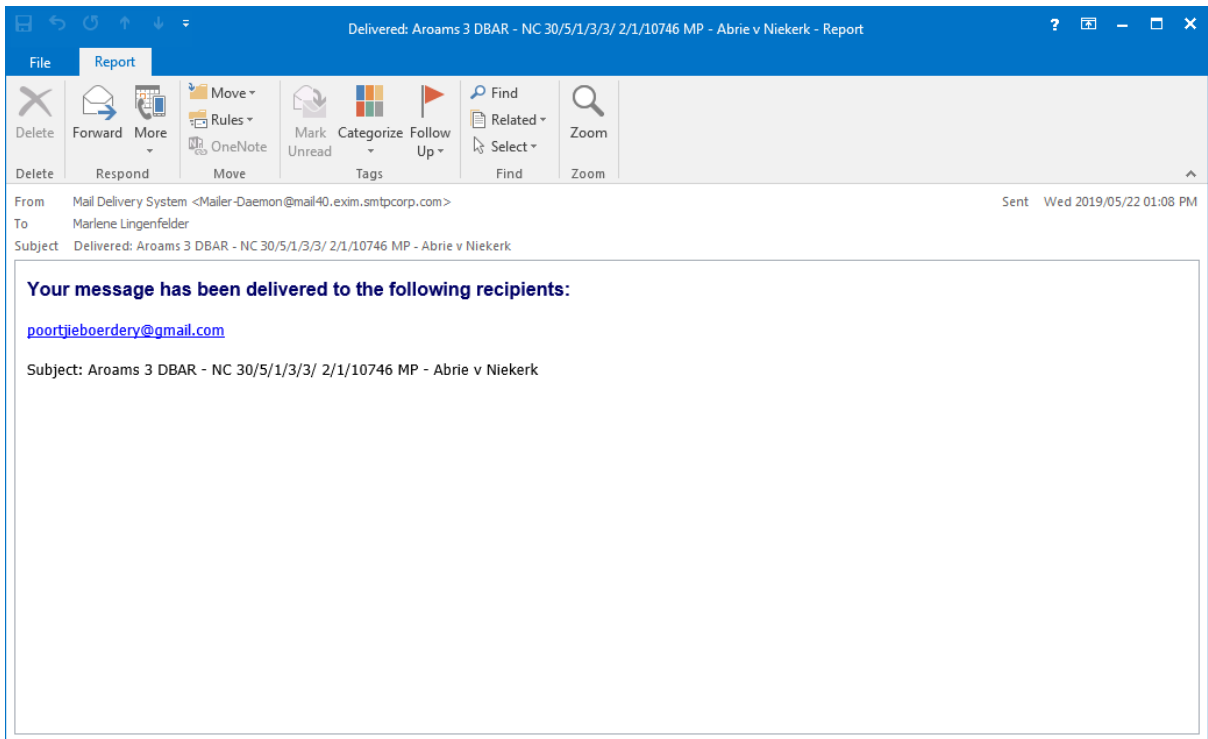 Delivered: Aroams 3 DBAR - NC 30/5/1/3/3/ 2/1/10746 MP - Abrie v Niekerk - Report
File Report
Delete Forward More Move Rules OneNote Mark Unread Categorize Follow Up Find Related Select Zoom
Delete Respond Move Tags Find Zoom
From Mail Delivery System <Mailer-Daemon@mail40.exim.smtpcorp.com> Sent Wed 2019/05/22 01:08 PM
To Marlene Lingenfelder
Subject Delivered: Aroams 3 DBAR - NC 30/5/1/3/3/ 2/1/10746 MP - Abrie v Niekerk
Your message has been delivered to the following recipients:
poortjieboerdery@gmail.com
Subject: Aroams 3 DBAR - NC 30/5/1/3/3/ 2/1/10746 MP - Abrie v Niekerk